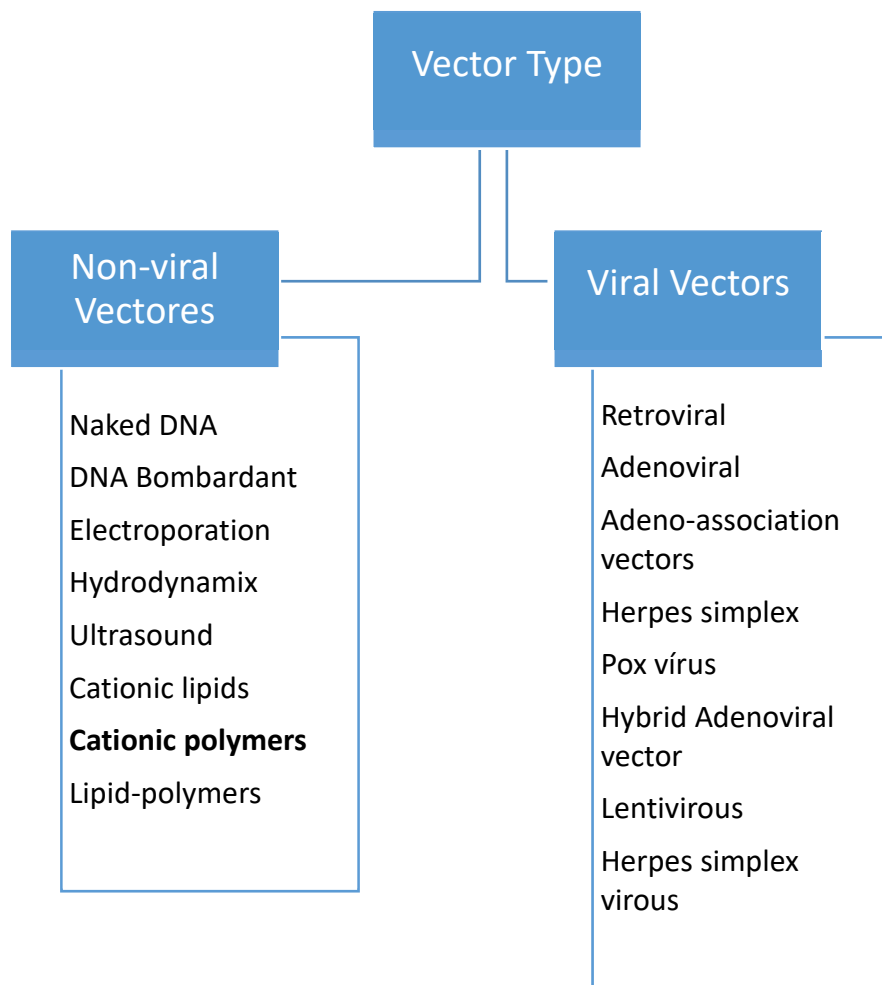 Vector Type
Non-viral
Vectores
Naked DNA
DNA Bombardant
Electroporation
Hydrodynamix
Ultrasound
Cationic lipids
Cationic polymers
Lipid-polymers
Viral Vectors
Retroviral
Adenoviral
Adeno-association
vectors
Herpes simplex
Pox vírus
Hybrid Adenoviral
vector
Lentivirous
Herpes simplex
virous